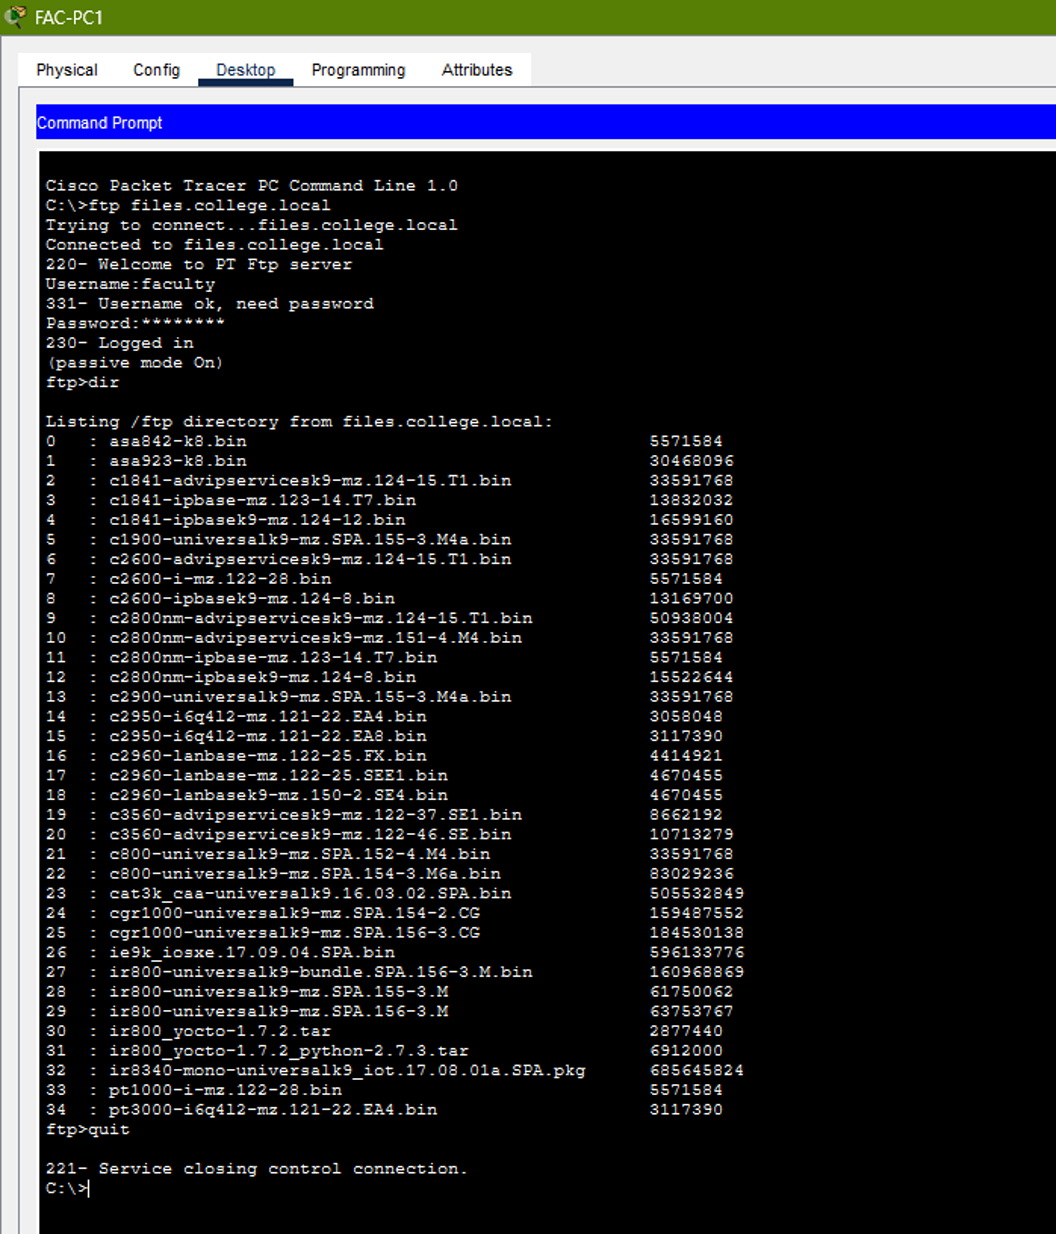 FAC-PC1
Physical Config Desktop Programming Attributes
Command Prompt
Cisco Packet Tracer PC Command Line 1.0
C:\>ftp files.college.local
Trying to connect...files.college.local
Connected to files.college.local
220- Welcome to PT Ftp server
Username:faculty
331- Username ok, need password
Password:********
230- Logged in
(passive mode On)
ftp>dir
Listing /ftp directory from files.college.local:
0 : asa842-k8.bin 5571584
1 : asa923-k8.bin 30468096
2 : c1841-advipservicesk9-mz.124-15.T1.bin 33591768
3 : c1841-ipbase-mz.123-14.T7.bin 13832032
4 : c1841-ipbasek9-mz.124-12.bin 16599160
5 : c1900-universalk9-mz.SPA.155-3.M4a.bin 33591768
6 : c2600-advipservicesk9-mz.124-15.T1.bin 33591768
7 : c2600-i-mz.122-28.bin 5571584
8 : c2600-ipbasek9-mz.124-8.bin 13169700
9 : c2800nm-advipservicesk9-mz.124-15.T1.bin 50938004
10 : c2800nm-advipservicesk9-mz.151-4.M4.bin 33591768
11 : c2800nm-ipbase-mz.123-14.T7.bin 5571584
12 : c2800nm-ipbasek9-mz.124-8.bin 15522644
13 : c2900-universalk9-mz.SPA.155-3.M4a.bin 33591768
14 : c2950-i6q4l2-mz.121-22.EA4.bin 3058048
15 : c2950-i6q4l2-mz.121-22.EA8.bin 3117390
16 : c2960-lanbase-mz.122-25.FX.bin 4414921
17 : c2960-lanbase-mz.122-25.SEE1.bin 4670455
18 : c2960-lanbasek9-mz.150-2.SE4.bin 4670455
19 : c3560-advipservicesk9-mz.122-37.SE1.bin 8662192
20 : c3560-advipservicesk9-mz.122-46.SE.bin 10713279
21 : c800-universalk9-mz.SPA.152-4.M4.bin 33591768
22 : c800-universalk9-mz.SPA.154-3.M6a.bin 83029236
23 : cat3k_caa-universalk9.16.03.02.SPA.bin 505532849
24 : cgr1000-universalk9-mz.SPA.154-2.CG 159487552
25 : cgr1000-universalk9-mz.SPA.156-3.CG 184530138
26 : ie9k_iosxe.17.09.04.SPA.bin 596133776
27 : ir800-universalk9-bundle.SPA.156-3.M.bin 160968869
28 : ir800-universalk9-mz.SPA.155-3.M 61750062
29 : ir800-universalk9-mz.SPA.156-3.M 63753767
30 : ir800_yocto-1.7.2.tar 2877440
31 : ir800_yocto-1.7.2_python-2.7.3.tar 6912000
32 : ir8340-mono-universalk9_iot.17.08.01a.SPA.pkg 685645824
33 : pt1000-i-mz.122-28.bin 5571584
34 : pt3000-i6q4l2-mz.121-22.EA4.bin 3117390
ftp>quit
221- Service closing control connection.
C:\>